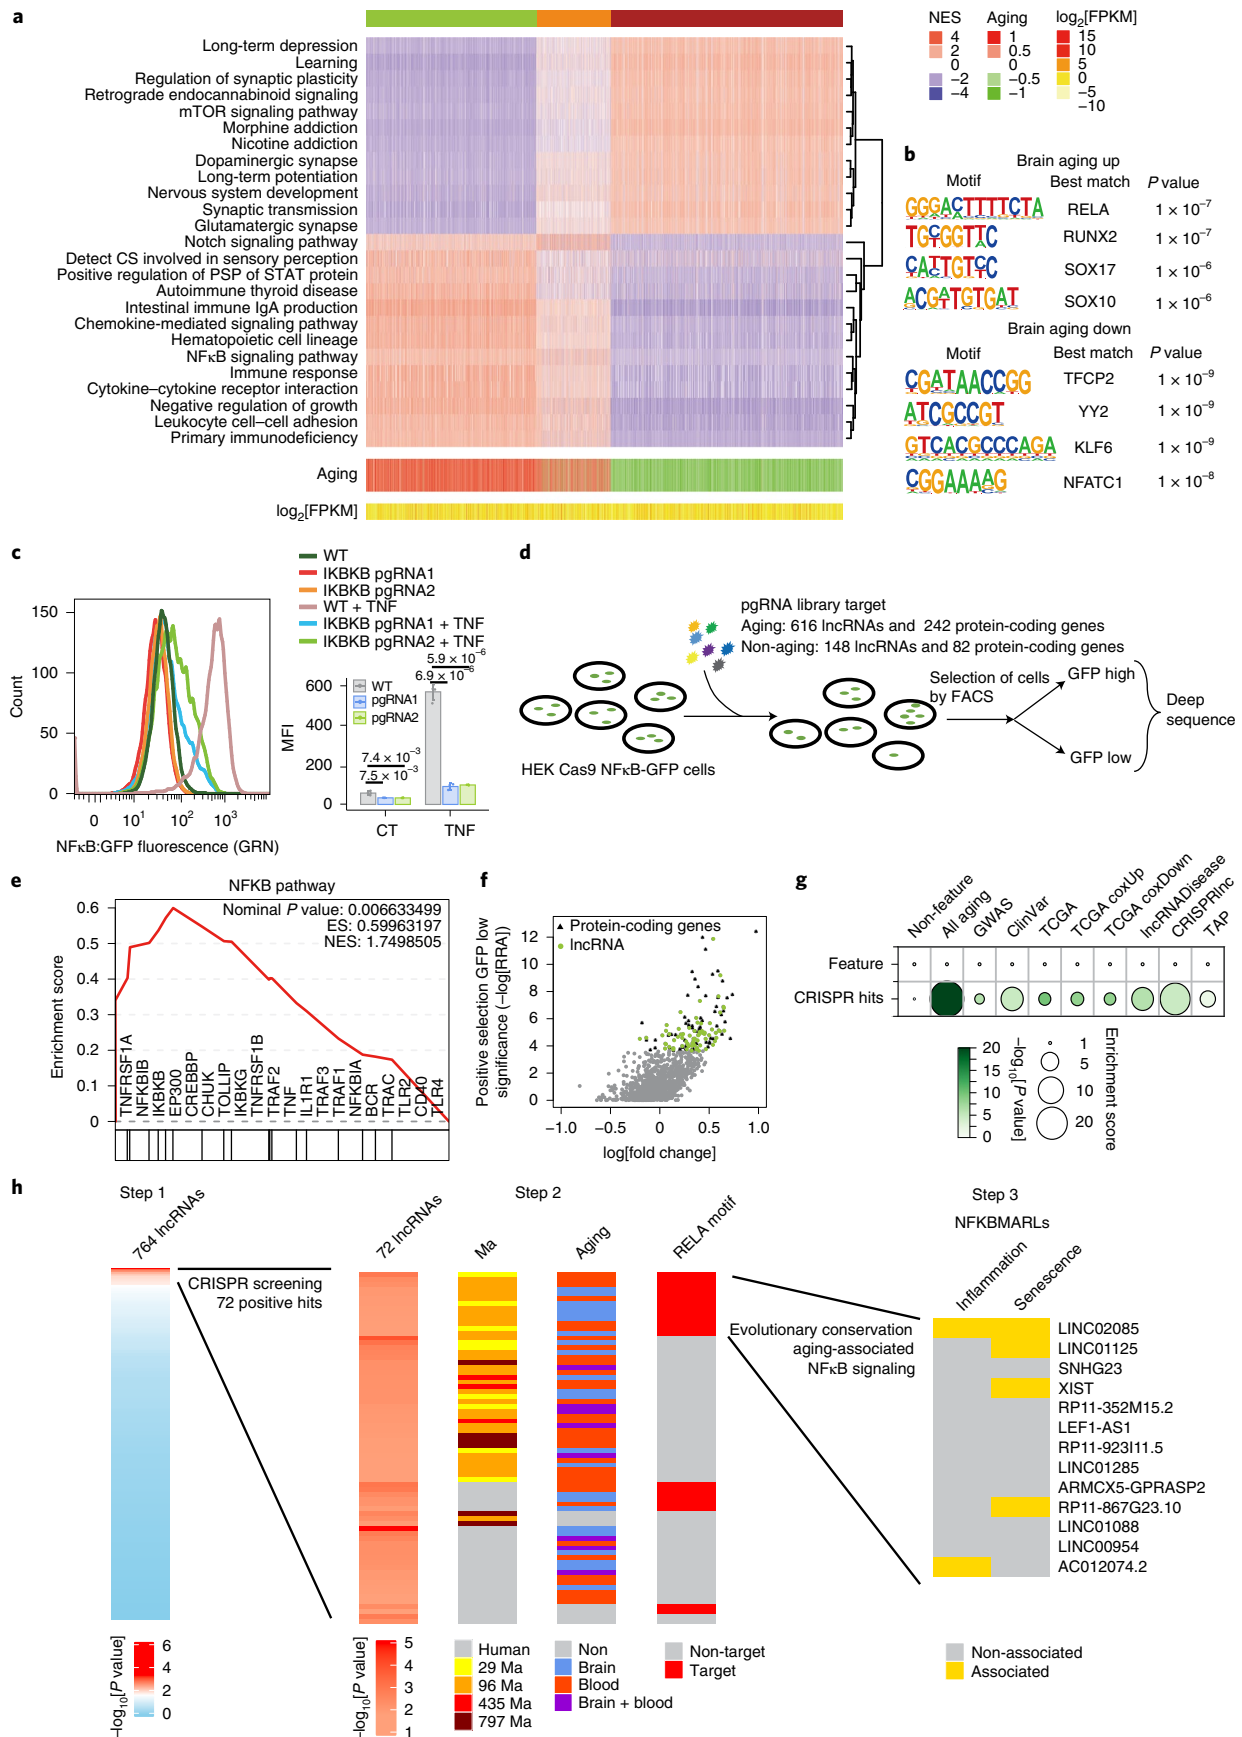 a
NES
4
2
0
−2
−4
Aging
1
0.5
0
−0.5
−1
log2[FPKM]
15
10
5
0
−5
−10
Long-term depression
Learning
Regulation of synaptic plasticity
Retrograde endocannabinoid signaling
mTOR signaling pathway
Morphine addiction
Nicotine addiction
Dopaminergic synapse
Long-term potentiation
Nervous system development
Synaptic transmission
Glutamatergic synapse
Notch signaling pathway
Detect CS involved in sensory perception
Positive regulation of PSP of STAT protein
Autoimmune thyroid disease
Intestinal immune IgA production
Chemokine-mediated signaling pathway
Hematopoietic cell lineage
NFκB signaling pathway
Immune response
Cytokine–cytokine receptor interaction
Negative regulation of growth
Leukocyte cell–cell adhesion
Primary immunodeficiency
Aging
log2[FPKM]
b
Brain aging up
Motif Best match P value
RELA 1 × 10−7
RUNX2 1 × 10−7
SOX17 1 × 10−6
SOX10 1 × 10−6
Brain aging down
Motif Best match P value
TFCP2 1 × 10−9
YY2 1 × 10−9
KLF6 1 × 10−9
NFATC1 1 × 10−8
c
WT
IKBKB pgRNA1
IKBKB pgRNA2
WT + TNF
IKBKB pgRNA1 + TNF
IKBKB pgRNA2 + TNF
Count
150
100
50
0
0 10^1 10^2 10^3
NFκB:GFP fluorescence (GRN)
MFI
600
400
200
0
5.9 × 10−6
6.9 × 10−6
WT
pgRNA1
pgRNA2
7.4 × 10−3
7.5 × 10−3
CT TNF
d
pgRNA library target
Aging: 616 lncRNAs and 242 protein-coding genes
Non-aging: 148 lncRNAs and 82 protein-coding genes
Selection of cells
by FACS
GFP high
GFP low
Deep
sequence
HEK Cas9 NFκB-GFP cells
e
NFKB pathway
Nominal P value: 0.006633499
ES: 0.59963197
NES: 1.7498505
Enrichment score
0.6
0.5
0.4
0.3
0.2
0.1
0
TNFRSF1A
NFKBIB
IKBKB
EP300
CREBBP
CHUK
TOLLIP
IKBKG
TNFRSF1B
TRAF2
TNF
IL1R1
TRAF3
TRAF1
NFKBIA
BCR
TRAC
TLR2
CD40
TLR4
f
Positive selection GFP low
significance (−log[RRA])
Protein-coding genes
lncRNA
12
10
8
6
4
2
0
−1.0 −0.5 0 0.5 1.0
log[fold change]
g
Non-feature
All aging
GWAS
ClinVar
TCGA
TCGA coxUp
TCGA coxDown
lncRNADisease
CRISPRlnc
TAP
Feature
CRISPR hits
20
15
10
5
0
−log10[P value]
1
5
10
20
Enrichment score
h
Step 1
764 lncRNAs
CRISPR screening
72 positive hits
Step 2
72 lncRNAs
Ma
Aging
RELA motif
Evolutionary conservation
aging-associated
NFκB signaling
Step 3
NFKBMARLs
Inflammation
Senescence
LINC02085
LINC01125
SNHG23
XIST
RP11-352M15.2
LEF1-AS1
RP11-923I11.5
LINC01285
ARMCX5-GPRASP2
RP11-867G23.10
LINC01088
LINC00954
AC012074.2
−log10[P value]
6
4
2
0
−log10[P value]
5
4
3
2
1
Human
29 Ma
96 Ma
435 Ma
797 Ma
Non
Brain
Blood
Brain + blood
Non-target
Target
Non-associated
Associated